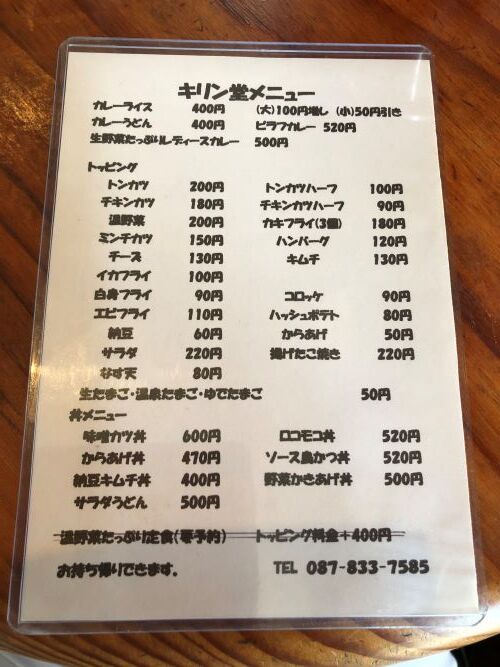 キリン堂メニュー
カレーライス 400円 (大)100円増し (小)50円引き
カレーうどん 400円 ピラフカレー 520円
生野菜たっぷりレディースカレー 500円
トッピング
トンカツ 200円 トンカツハーフ 100円
チキンカツ 180円 チキンカツハーフ 90円
温野菜 200円 カキフライ(3個) 180円
ミンチカツ 150円 ハンバーグ 120円
チーズ 130円 キムチ 130円
イカフライ 100円
白身フライ 90円 コロッケ 90円
エビフライ 110円 ハッシュポテト 80円
納豆 60円 からあげ 50円
サラダ 220円 揚げたこ焼き 220円
なす天 80円
生たまご・温泉たまご・ゆでたまご 50円
丼メニュー
味噌カツ丼 600円 ロコモコ丼 520円
からあげ丼 470円 ソース鳥かつ丼 520円
納豆キムチ丼 400円 野菜かきあげ丼 500円
サラダうどん 500円
温野菜たっぷり定食(要予約) トッピング料金+400円
お持ち帰りできます。 TEL 087-833-7585